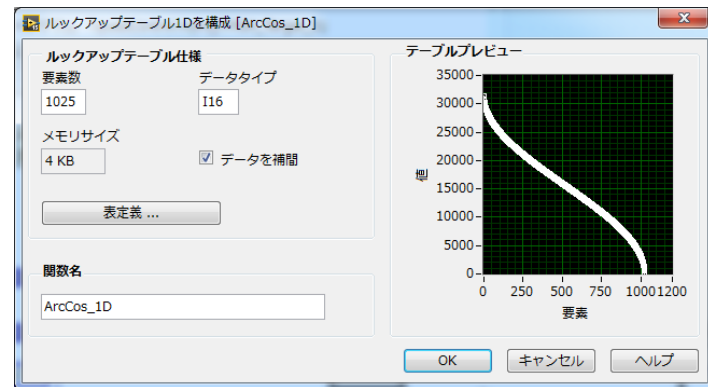 ルックアップテーブル1Dを構成 [ArcCos_1D]
ルックアップテーブル仕様
要素数
データタイプ
1025
I16
メモリサイズ
4 KB
データを補間
表定義 ...
関数名
ArcCos_1D
テーブルプレビュー
35000
30000
25000
20000
値
15000
10000
5000
0
0 250 500 750 1000 1200
要素
OK キャンセル ヘルプ